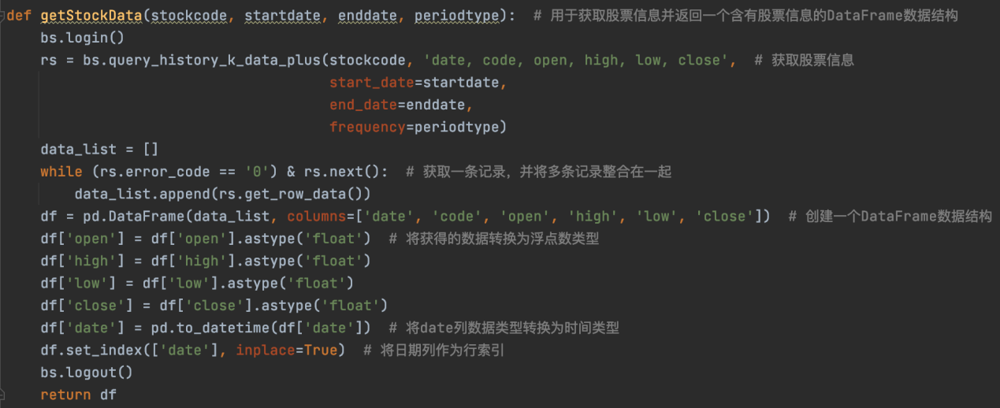 def getStockData(stockcode, startdate, enddate, periodtype):  # 用于获取股票信息并返回一个含有股票信息的DataFrame数据结构
    bs.login()
    rs = bs.query_history_k_data_plus(stockcode, 'date, code, open, high, low, close',  # 获取股票信息
                                      start_date=startdate,
                                      end_date=enddate,
                                      frequency=periodtype)
    data_list = []
    while (rs.error_code == '0') & rs.next():  # 获取一条记录，并将多条记录整合在一起
        data_list.append(rs.get_row_data())
    df = pd.DataFrame(data_list, columns=['date', 'code', 'open', 'high', 'low', 'close'])  # 创建一个DataFrame数据结构
    df['open'] = df['open'].astype('float')  # 将获得的数据转换为浮点数类型
    df['high'] = df['high'].astype('float')
    df['low'] = df['low'].astype('float')
    df['close'] = df['close'].astype('float')
    df['date'] = pd.to_datetime(df['date'])  # 将date列数据类型转换为时间类型
    df.set_index(['date'], inplace=True)  # 将日期列作为行索引
    bs.logout()
    return df